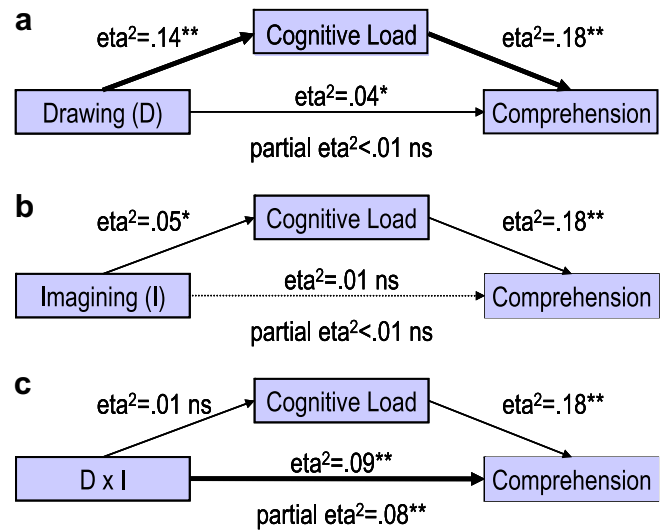 a
eta²=.14**
Cognitive Load
eta²=.18**
Drawing (D)
eta²=.04*
Comprehension
partial eta²<.01 ns
b
eta²=.05*
Cognitive Load
eta²=.18**
Imagining (I)
eta²=.01 ns
Comprehension
partial eta²<.01 ns
c
eta²=.01 ns
Cognitive Load
eta²=.18**
D x I
eta²=.09**
Comprehension
partial eta²=.08**